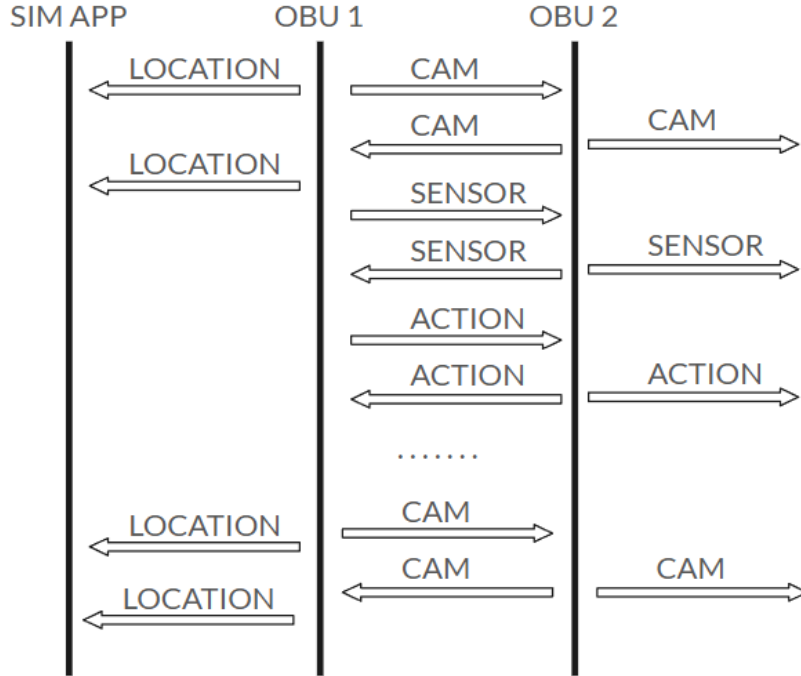 SIM APP OBU 1 OBU 2
LOCATION CAM
CAM CAM
LOCATION
SENSOR
SENSOR SENSOR
ACTION
ACTION ACTION
.......
LOCATION CAM
CAM CAM
LOCATION